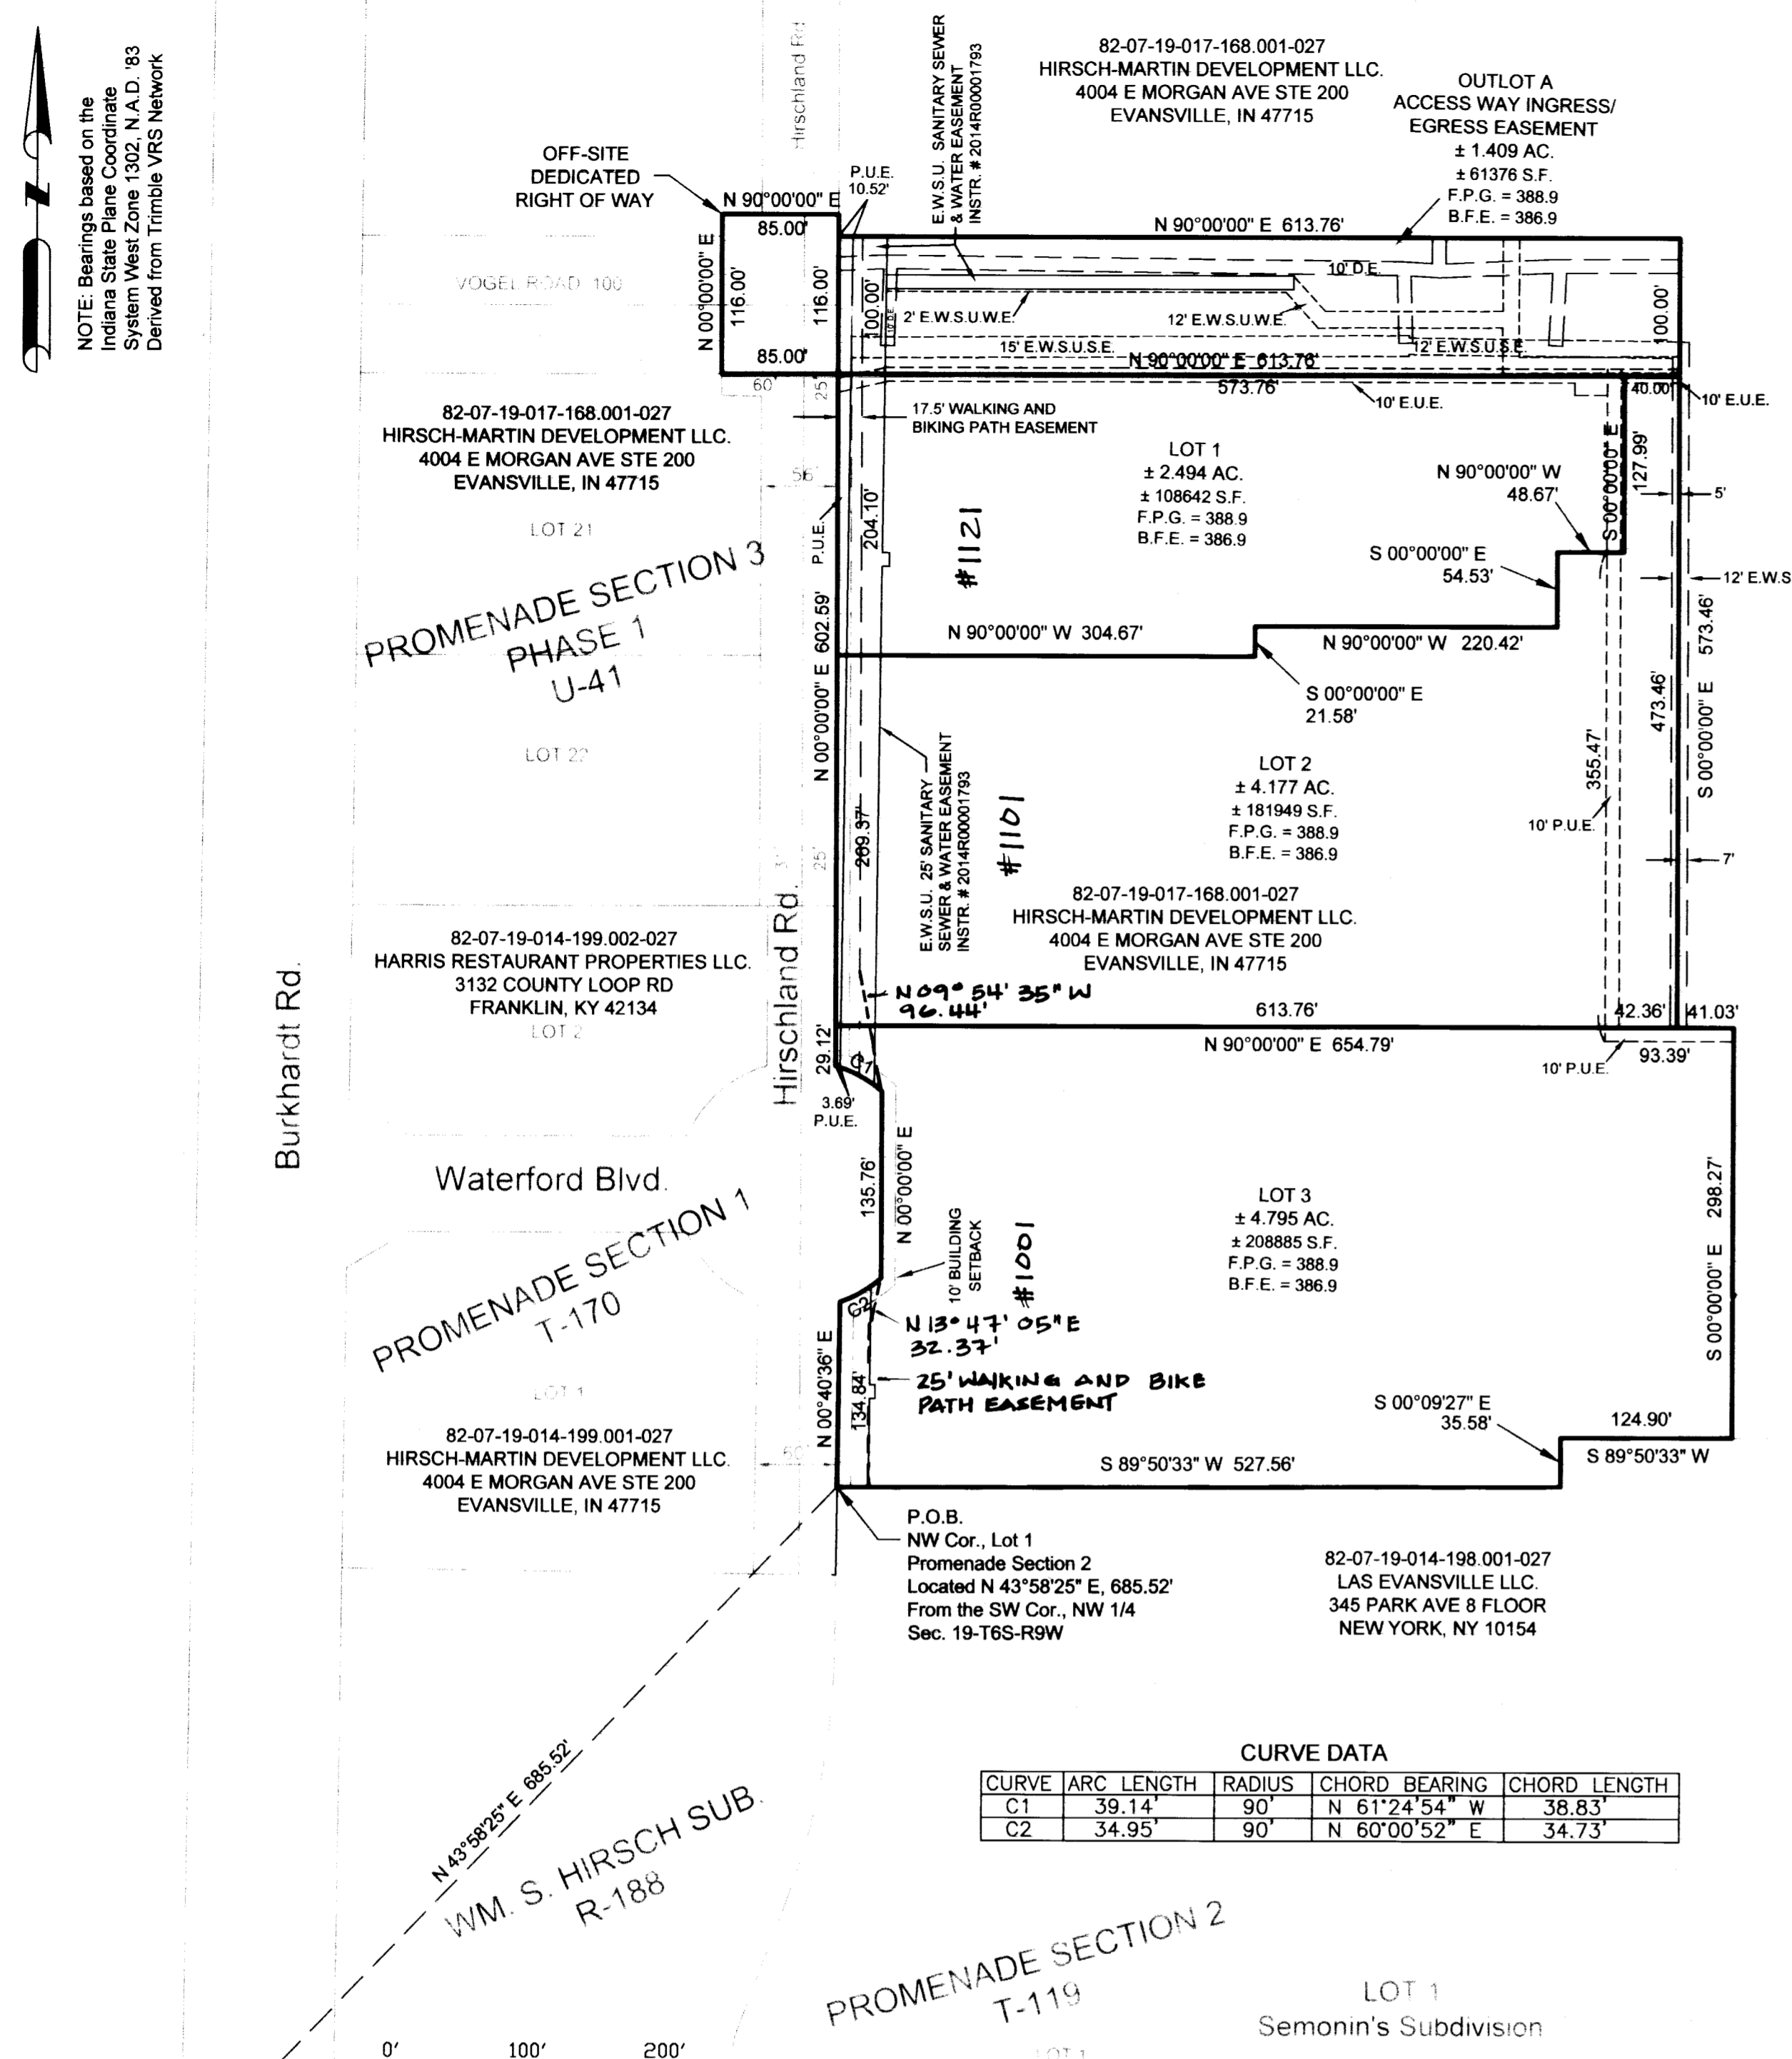 NOTE: Bearings based on the
Indiana State Plane Coordinate
System West Zone 1302, N.A.D. '83
Derived from Trimble VRS Network
N
Hirschland Rd.
E.W.S.U. SANITARY SEWER
& WATER EASEMENT
INSTR. # 2014R00001793
82-07-19-017-168.001-027
HIRSCH-MARTIN DEVELOPMENT LLC.
4004 E MORGAN AVE STE 200
EVANSVILLE, IN 47715
OUTLOT A
ACCESS WAY INGRESS/
EGRESS EASEMENT
± 1.409 AC.
± 61376 S.F.
F.P.G. = 388.9
B.F.E. = 386.9
OFF-SITE
DEDICATED
RIGHT OF WAY
P.U.E.
10.52'
N 90°00'00" E
85.00'
N 90°00'00" E 613.76'
VOGEL ROAD 100
N 00°00'00" E
116.00'
116.00'
100.00'
10' D.E.
10' D.E.
2' E.W.S.U.W.E.
12' E.W.S.U.W.E.
100.00'
15' E.W.S.U.S.E.
12' E.W.S.U.S.E.
85.00'
N 90°00'00" E 613.76'
573.76'
60'
25'
40.00'
10' E.U.E.
10' E.U.E.
82-07-19-017-168.001-027
HIRSCH-MARTIN DEVELOPMENT LLC.
4004 E MORGAN AVE STE 200
EVANSVILLE, IN 47715
17.5' WALKING AND
BIKING PATH EASEMENT
LOT 1
± 2.494 AC.
± 108642 S.F.
F.P.G. = 388.9
B.F.E. = 386.9
N 90°00'00" W
48.67'
S 00°00'00" E
127.99'
5'
LOT 21
P.U.E.
204.10'
#1121
S 00°00'00" E
54.53'
12' E.W.S
PROMENADE SECTION 3
PHASE 1
U-41
N 00°00'00" E 602.59'
N 90°00'00" W 304.67'
N 90°00'00" W 220.42'
S 00°00'00" E
21.58'
S 00°00'00" E 573.46'
473.46'
355.47'
LOT 22
E.W.S.U. 25' SANITARY
SEWER & WATER EASEMENT
INSTR. # 2014R00001793
#1101
LOT 2
± 4.177 AC.
± 181949 S.F.
F.P.G. = 388.9
B.F.E. = 386.9
10' P.U.E.
269.37'
3'
25'
7'
82-07-19-017-168.001-027
HIRSCH-MARTIN DEVELOPMENT LLC.
4004 E MORGAN AVE STE 200
EVANSVILLE, IN 47715
82-07-19-014-199.002-027
HARRIS RESTAURANT PROPERTIES LLC.
3132 COUNTY LOOP RD
FRANKLIN, KY 42134
LOT 2
Burkhardt Rd.
Hirschland Rd.
N09° 54' 35" W
96.44'
613.76'
42.36'
41.03'
29.12'
C1
N 90°00'00" E 654.79'
93.39'
10' P.U.E.
3.69'
P.U.E.
Waterford Blvd.
135.76'
N 00°00'00" E
PROMENADE SECTION 1
T-170
10' BUILDING
SETBACK
#1001
LOT 3
± 4.795 AC.
± 208885 S.F.
F.P.G. = 388.9
B.F.E. = 386.9
S 00°00'00" E 298.27'
C2
N13° 47' 05" E
32.37'
N 00°40'36" E
134.84'
25' WALKING AND BIKE
PATH EASEMENT
LOT 1
S 00°09'27" E
35.58'
124.90'
S 89°50'33" W
82-07-19-014-199.001-027
HIRSCH-MARTIN DEVELOPMENT LLC.
4004 E MORGAN AVE STE 200
EVANSVILLE, IN 47715
S 89°50'33" W 527.56'
P.O.B.
NW Cor., Lot 1
Promenade Section 2
Located N 43°58'25" E, 685.52'
From the SW Cor., NW 1/4
Sec. 19-T6S-R9W
82-07-19-014-198.001-027
LAS EVANSVILLE LLC.
345 PARK AVE 8 FLOOR
NEW YORK, NY 10154
N 43°58'25" E 685.52'
CURVE DATA
CURVE ARC LENGTH RADIUS CHORD BEARING CHORD LENGTH
C1 39.14' 90' N 61°24'54" W 38.83'
C2 34.95' 90' N 60°00'52" E 34.73'
WM. S. HIRSCH SUB.
R-188
PROMENADE SECTION 2
T-119
LOT 1
Semonin's Subdivision
0' 100' 200'
LOT 1